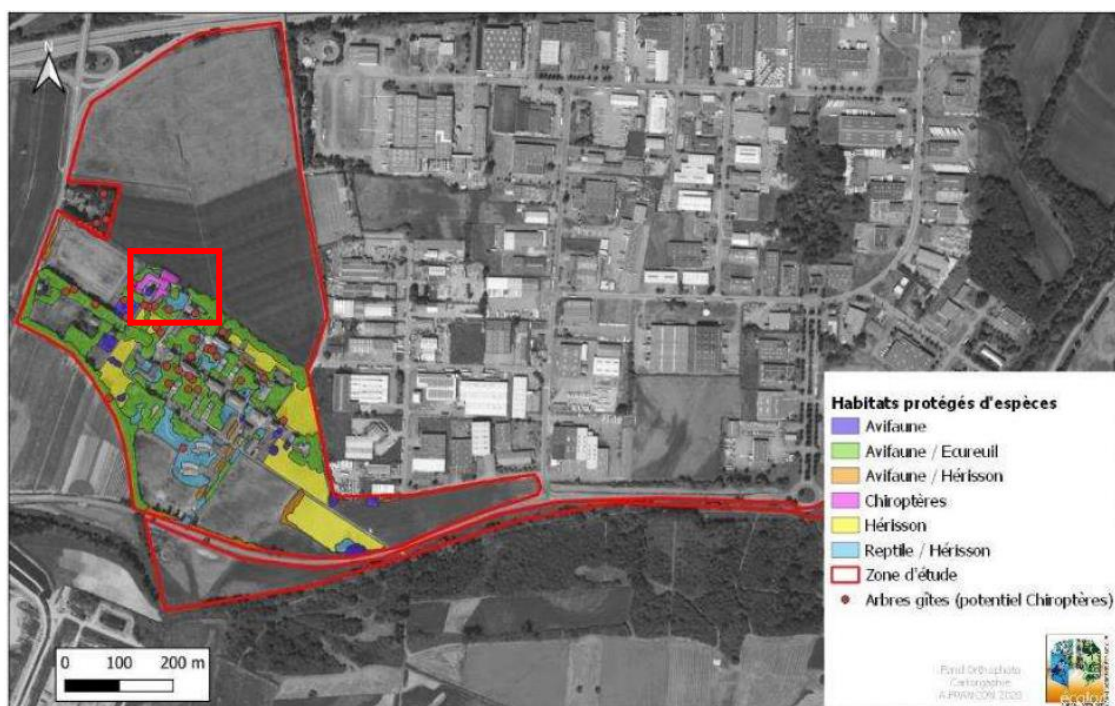 N
Habitats protégés d'espèces
Avifaune
Avifaune / Ecureuil
Avifaune / Hérisson
Chiroptères
Hérisson
Reptile / Hérisson
Zone d'étude
Arbres gîtes (potentiel Chiroptères)
0 100 200 m
Fond Orthophoto
Cartographie
A.FRANCON 2020